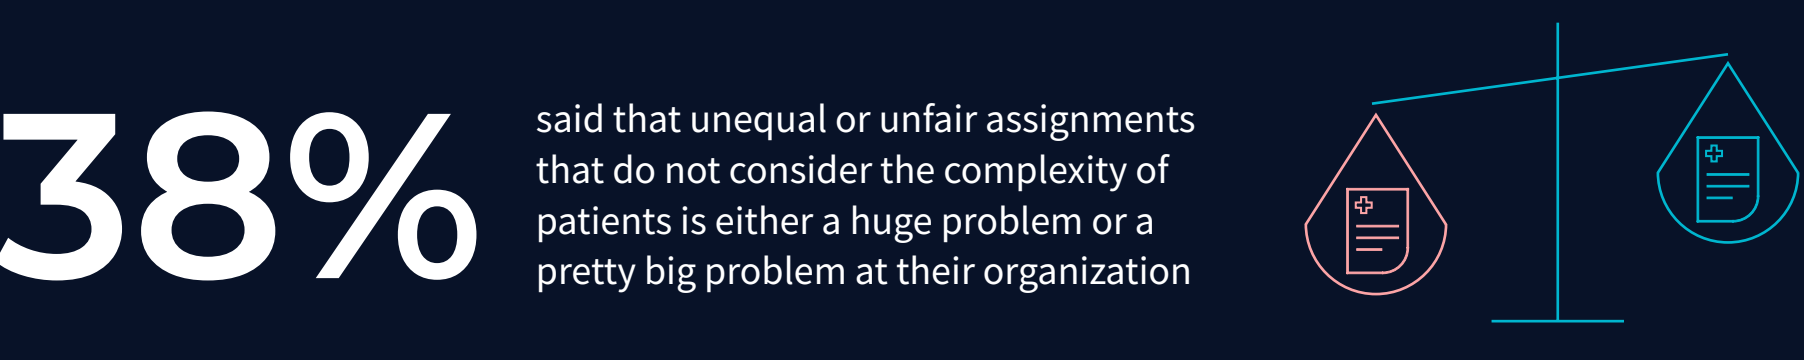 38%
said that unequal or unfair assignments
that do not consider the complexity of
patients is either a huge problem or a
pretty big problem at their organization